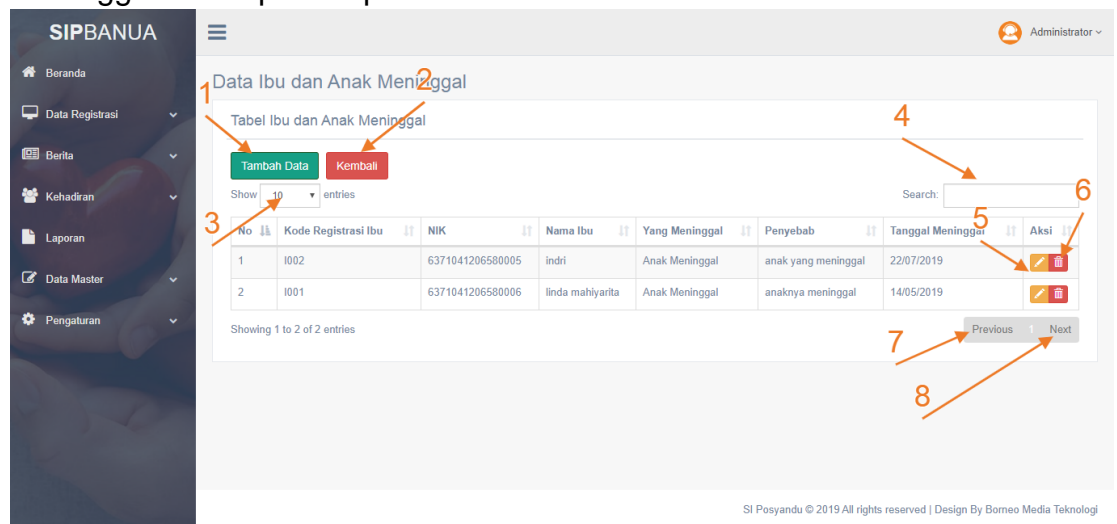 SIPBANUA
Administrator
Beranda
Data Registrasi
Berita
Kehadiran
Laporan
Data Master
Pengaturan
Data Ibu dan Anak Meninggal
1
2
Tabel Ibu dan Anak Meninggal
4
Tambah Data Kembali
Show 10 entries
Search:
6
3
5
No Kode Registrasi Ibu NIK Nama Ibu Yang Meninggal Penyebab Tanggal Meninggal Aksi
1 I002 6371041206580005 indri Anak Meninggal anak yang meninggal 22/07/2019
2 I001 6371041206580006 linda mahiyarita Anak Meninggal anaknya meninggal 14/05/2019
Showing 1 to 2 of 2 entries
Previous 1 Next
7
8
SI Posyandu © 2019 All rights reserved | Design By Borneo Media Teknologi